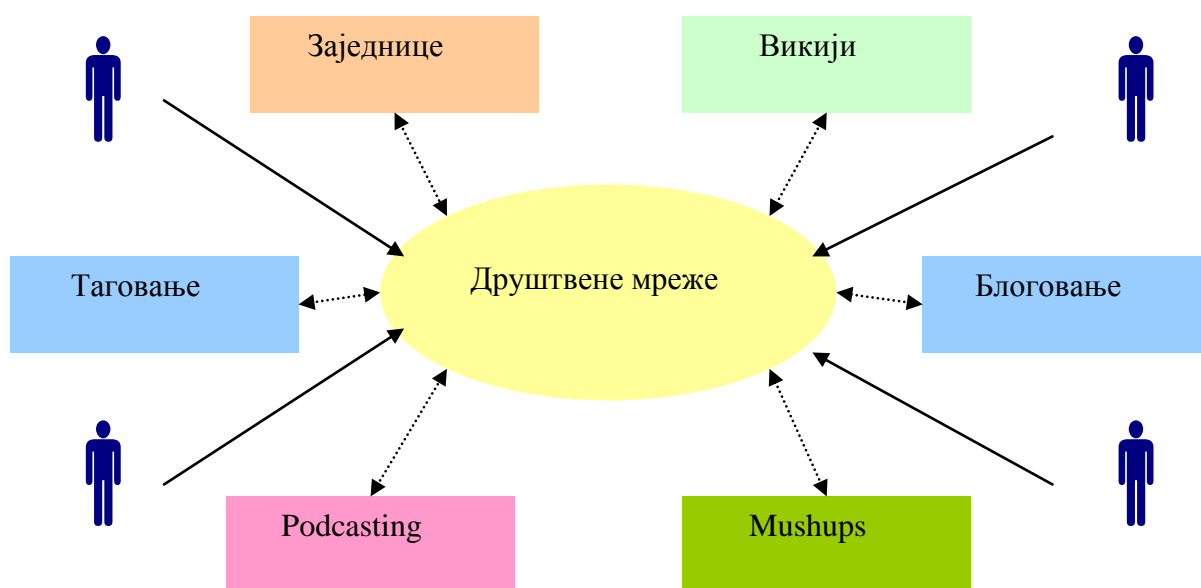 Заједнице
Викији
Друштвене мреже
Таговање
Блоговање
Podcasting
Mushups